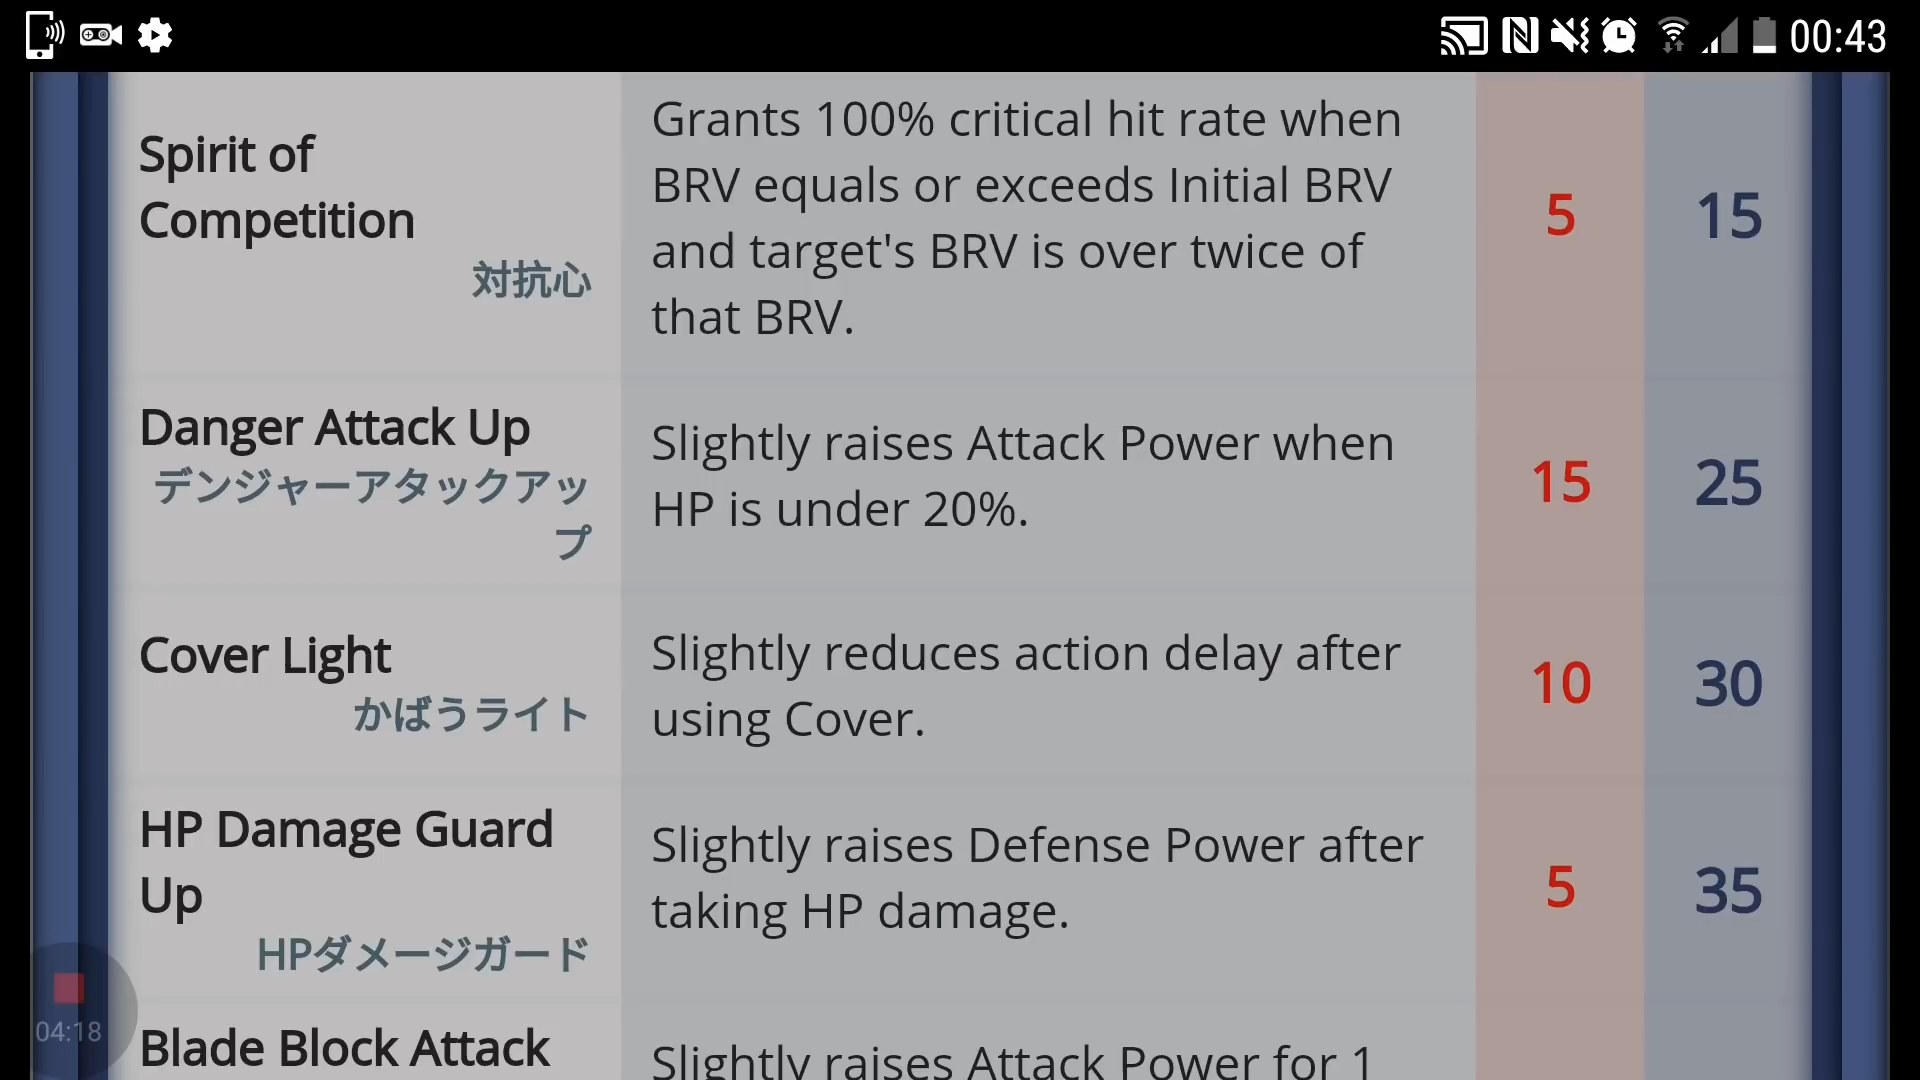 00:43
Spirit of
Competition
対抗心
Grants 100% critical hit rate when
BRV equals or exceeds Initial BRV
and target's BRV is over twice of
that BRV.
5
15
Danger Attack Up
デンジャーアタックアッ
プ
Slightly raises Attack Power when
HP is under 20%.
15
25
Cover Light
かばうライト
Slightly reduces action delay after
using Cover.
10
30
HP Damage Guard
Up
HPダメージガード
Slightly raises Defense Power after
taking HP damage.
5
35
04:18
Blade Block Attack
Slightly raises Attack Power for 1